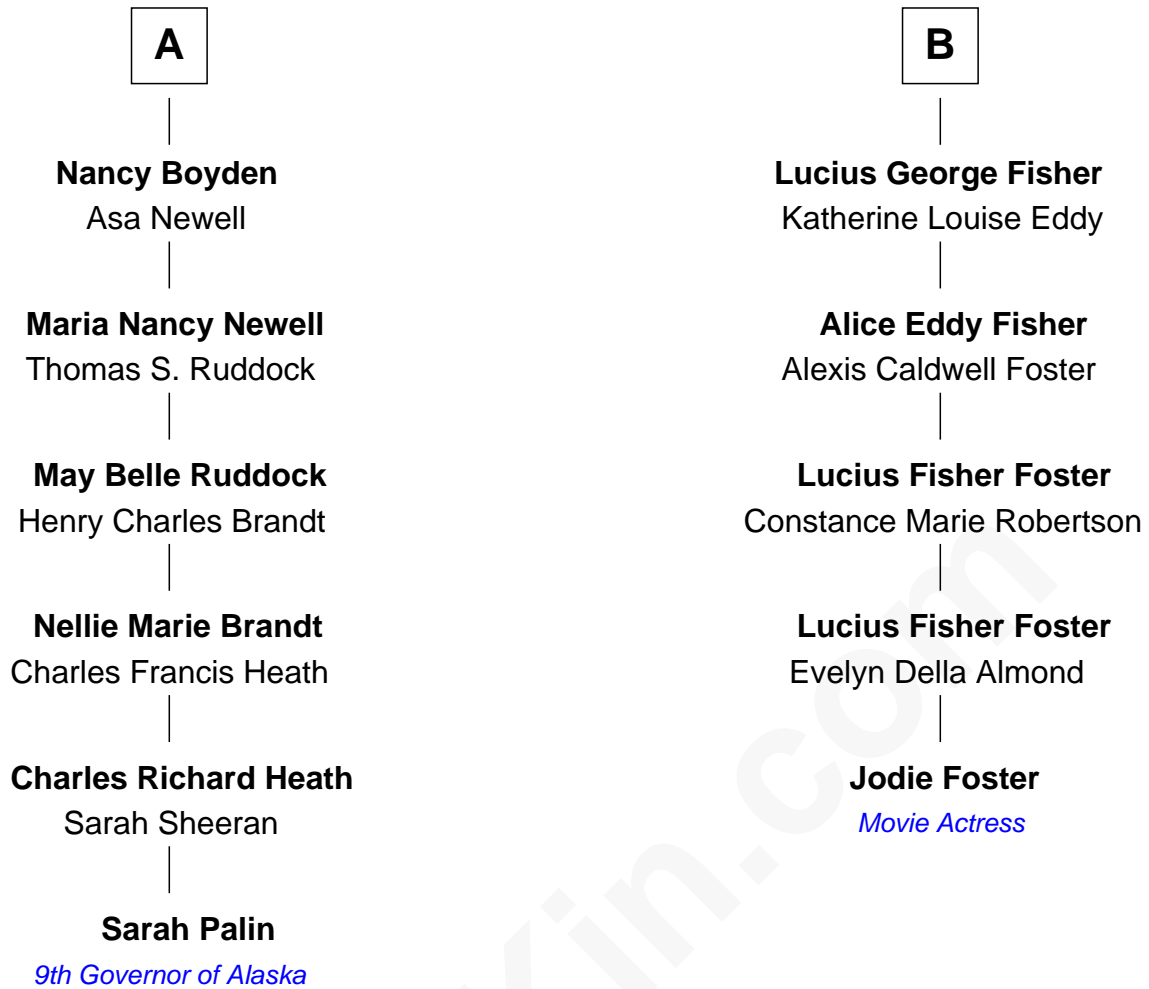 A
Nancy Boyden
Asa Newell
Maria Nancy Newell
Thomas S. Ruddock
May Belle Ruddock
Henry Charles Brandt
Nellie Marie Brandt
Charles Francis Heath
Charles Richard Heath
Sarah Sheeran
Sarah Palin
9th Governor of Alaska
B
Lucius George Fisher
Katherine Louise Eddy
Alice Eddy Fisher
Alexis Caldwell Foster
Lucius Fisher Foster
Constance Marie Robertson
Lucius Fisher Foster
Evelyn Della Almond
Jodie Foster
Movie Actress
Kin.com